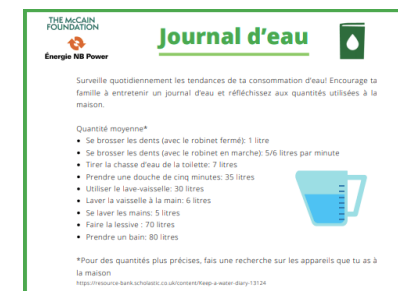 THE McCAIN
FOUNDATION
Énergie NB Power
Journal d'eau
Surveille quotidiennement les tendances de ta consommation d'eau! Encourage ta
famille à entretenir un journal d'eau et réfléchissez aux quantités utilisées à la
maison.
Quantité moyenne*
• Se brosser les dents (avec le robinet fermé): 1 litre
• Se brosser les dents (avec le robinet en marche): 5/6 litres par minute
• Tirer la chasse d'eau de la toilette: 7 litres
• Prendre une douche de cinq minutes: 35 litres
• Utiliser le lave-vaisselle: 30 litres
• Laver la vaisselle à la main: 6 litres
• Se laver les mains: 5 litres
• Faire la lessive : 70 litres
• Prendre un bain: 80 litres
*Pour des quantités plus précises, fais une recherche sur les appareils que tu as à
la maison
https://resource-bank.scholastic.co.uk/content/Keep-a-water-diary-13124